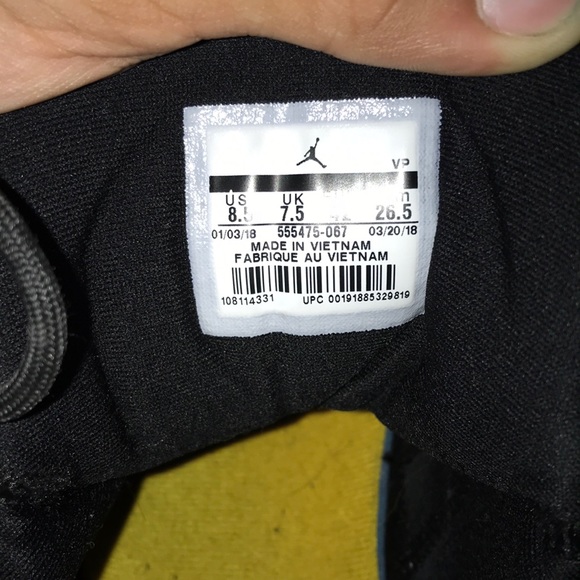 VP
US UK
8.5 7.5 42 26.5
01/03/18 555475-067 03/20/18
MADE IN VIETNAM
FABRIQUE AU VIETNAM
108114331 UPC 00191885329819